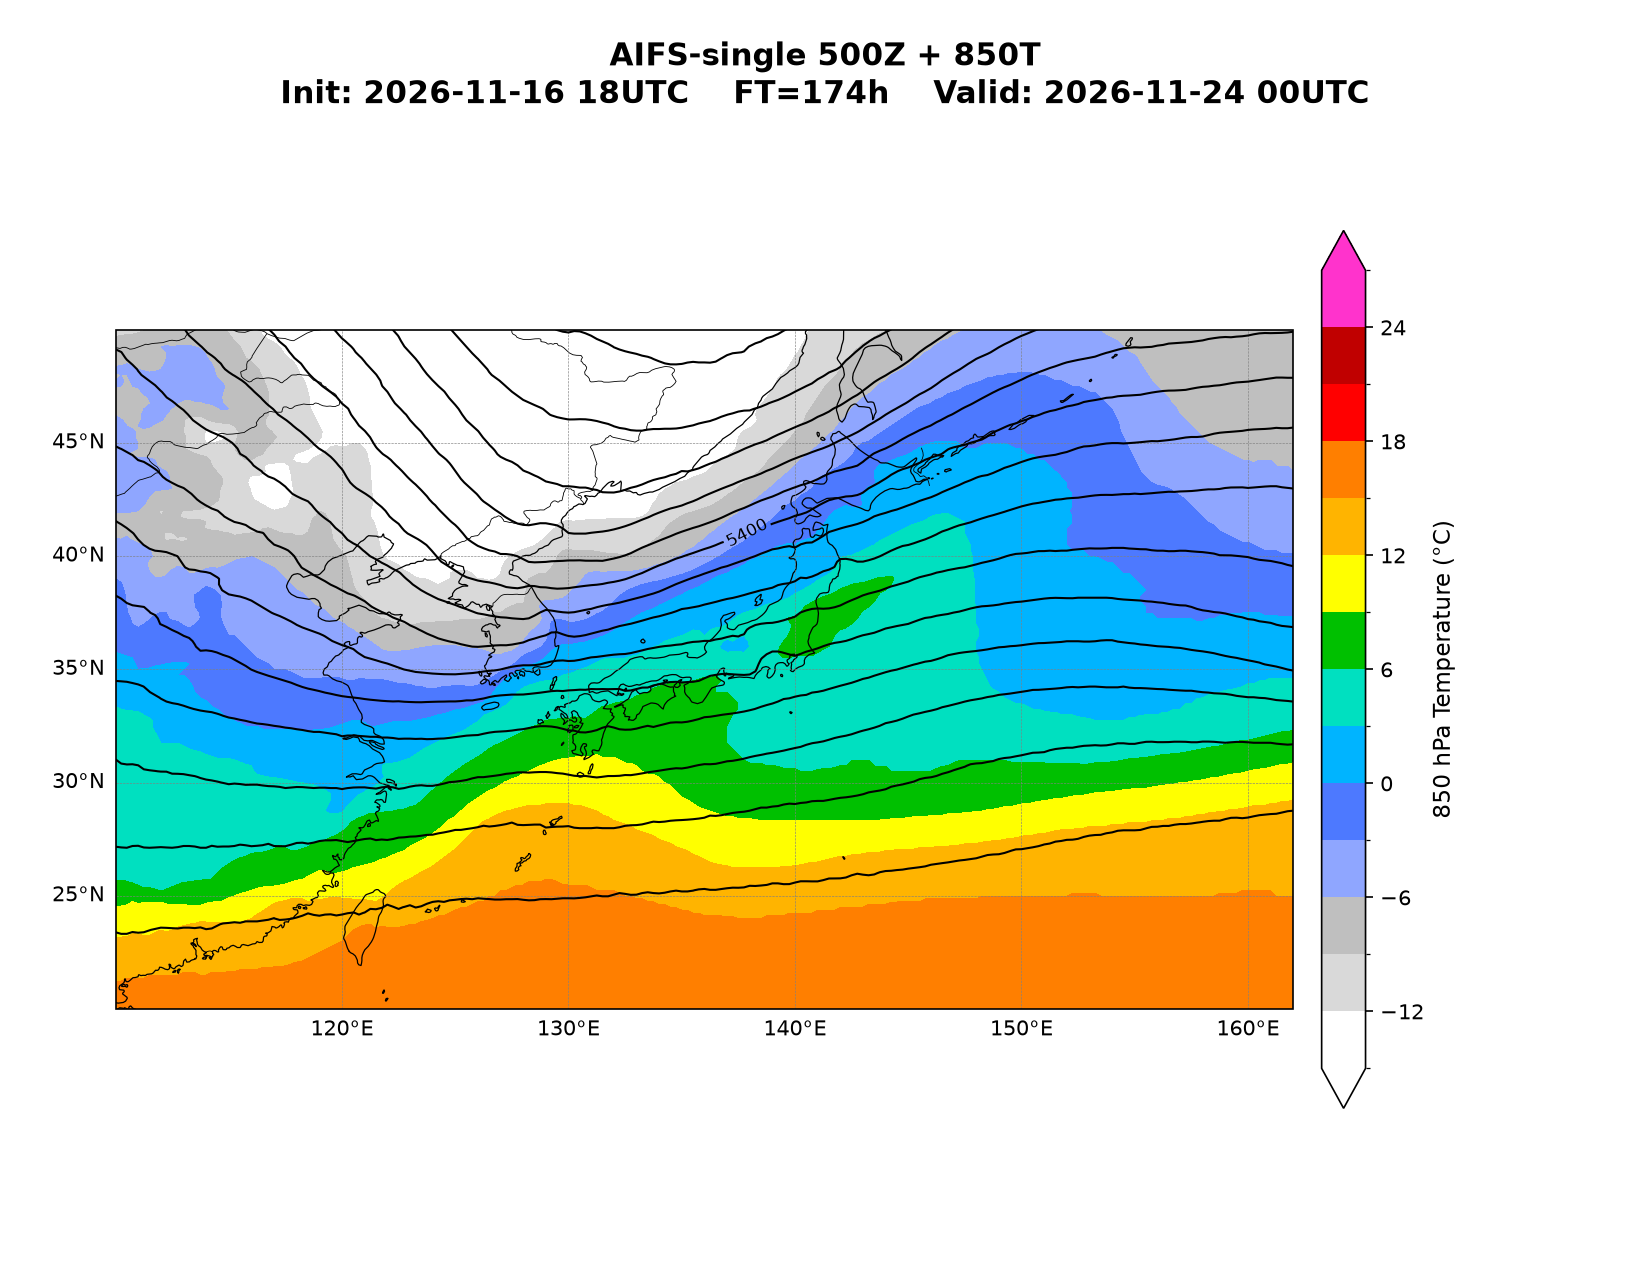 AIFS-single 500Z + 850T
Init: 2026-11-16 18UTC    FT=174h    Valid: 2026-11-24 00UTC
24
18
12
6
0
−6
−12
850 hPa Temperature (°C)
45°N
40°N
35°N
30°N
25°N
5400
120°E
130°E
140°E
150°E
160°E